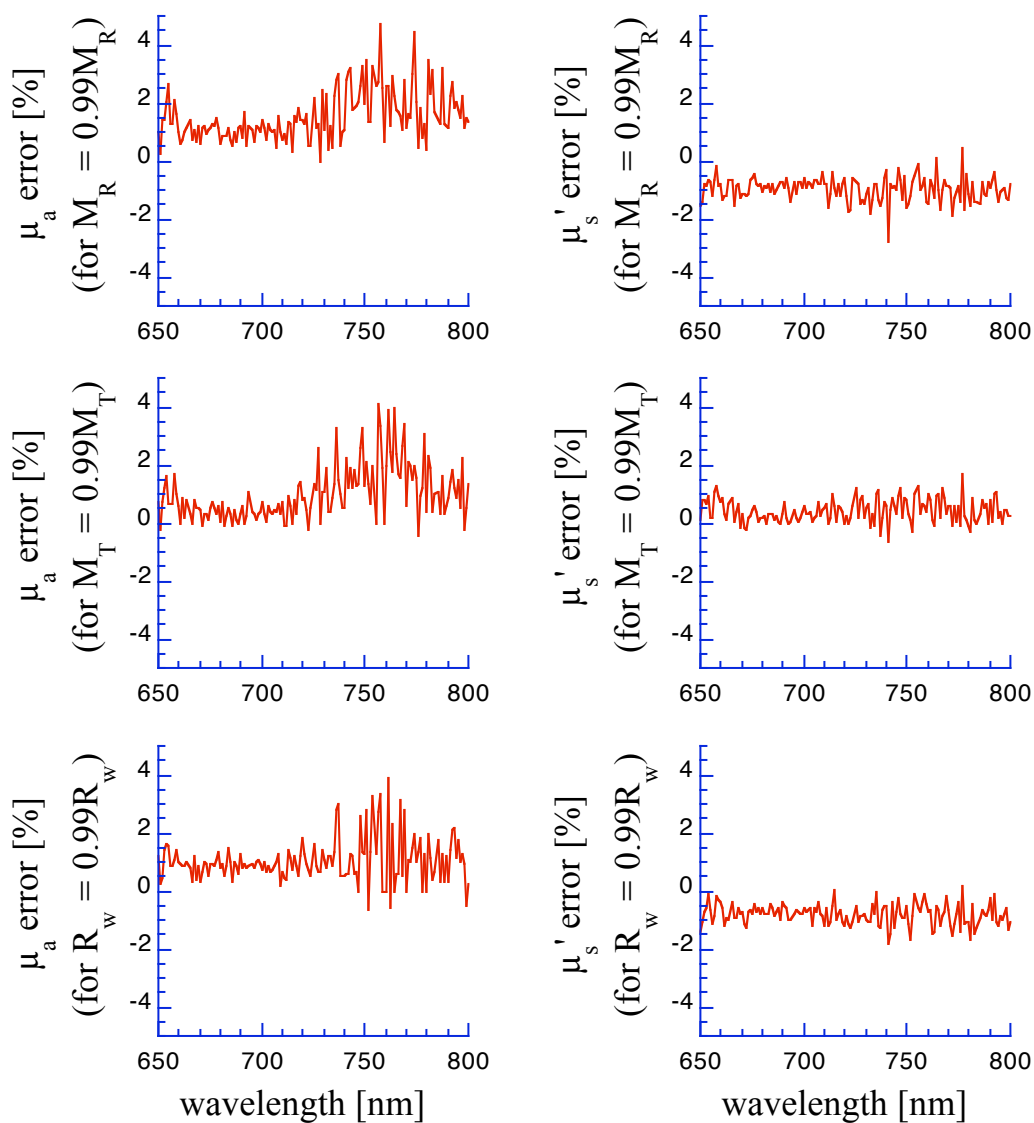 μa error [%]
(for MR = 0.99MR)
4
2
0
-2
-4
650 700 750 800
μs' error [%]
(for MR = 0.99MR)
4
2
0
-2
-4
650 700 750 800
μa error [%]
(for MT = 0.99MT)
4
2
0
-2
-4
650 700 750 800
μs' error [%]
(for MT = 0.99MT)
4
2
0
-2
-4
650 700 750 800
μa error [%]
(for Rw = 0.99Rw)
4
2
0
-2
-4
650 700 750 800
wavelength [nm]
μs' error [%]
(for Rw = 0.99Rw)
4
2
0
-2
-4
650 700 750 800
wavelength [nm]